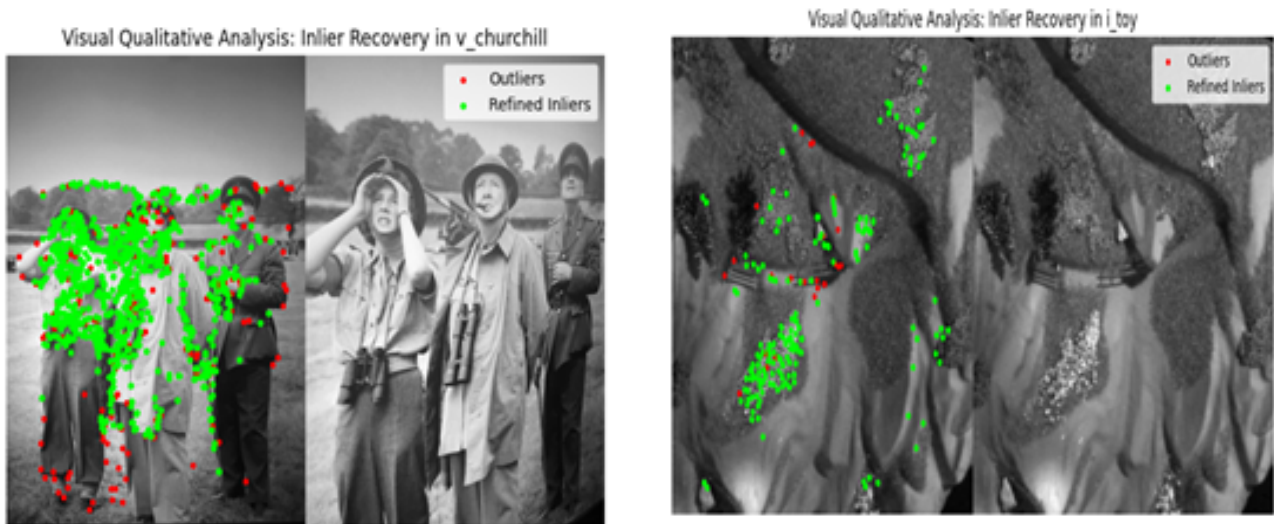 Visual Qualitative Analysis: Inlier Recovery in v_churchill
Outliers
Refined Inliers
Visual Qualitative Analysis: Inlier Recovery in i_toy
Outliers
Refined Inliers